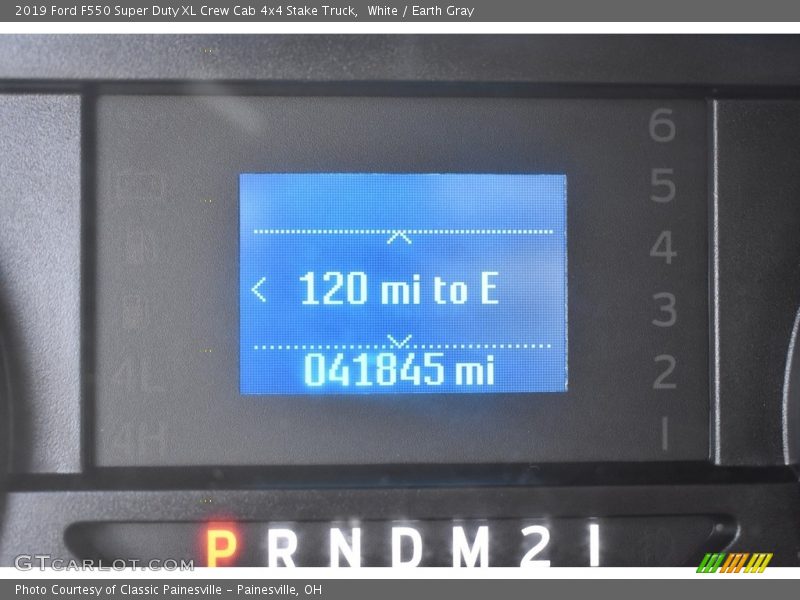 2019 Ford F550 Super Duty XL Crew Cab 4x4 Stake Truck, White / Earth Gray
6
5
4
3
2
1
< 120 mi to E
041845 mi
4L
4H
P R N D M 2 1
GTcarlot.com
Photo Courtesy of Classic Painesville - Painesville, OH